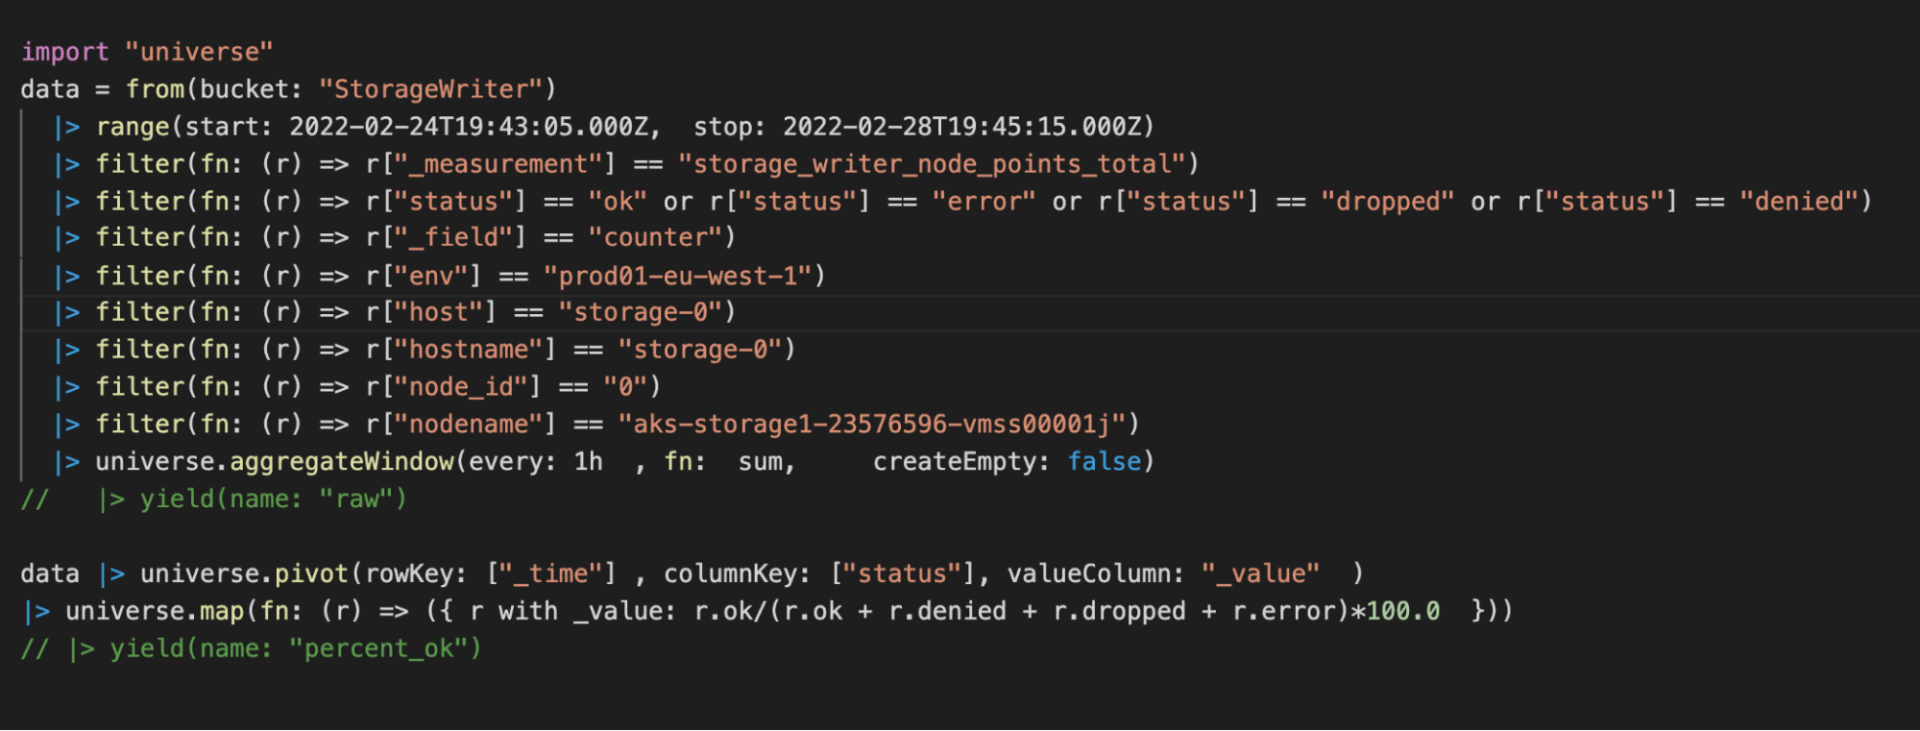 import "universe"
data = from(bucket: "StorageWriter")
  |> range(start: 2022-02-24T19:43:05.000Z,  stop: 2022-02-28T19:45:15.000Z)
  |> filter(fn: (r) => r["_measurement"] == "storage_writer_node_points_total")
  |> filter(fn: (r) => r["status"] == "ok" or r["status"] == "error" or r["status"] == "dropped" or r["status"] == "denied")
  |> filter(fn: (r) => r["_field"] == "counter")
  |> filter(fn: (r) => r["env"] == "prod01-eu-west-1")
  |> filter(fn: (r) => r["host"] == "storage-0")
  |> filter(fn: (r) => r["hostname"] == "storage-0")
  |> filter(fn: (r) => r["node_id"] == "0")
  |> filter(fn: (r) => r["nodename"] == "aks-storage1-23576596-vmss00001j")
  |> universe.aggregateWindow(every: 1h  , fn:  sum,     createEmpty: false)
//   |> yield(name: "raw")

data |> universe.pivot(rowKey: ["_time"] , columnKey: ["status"], valueColumn: "_value"  )
|> universe.map(fn: (r) => ({ r with _value: r.ok/(r.ok + r.denied + r.dropped + r.error)*100.0  }))
// |> yield(name: "percent_ok")